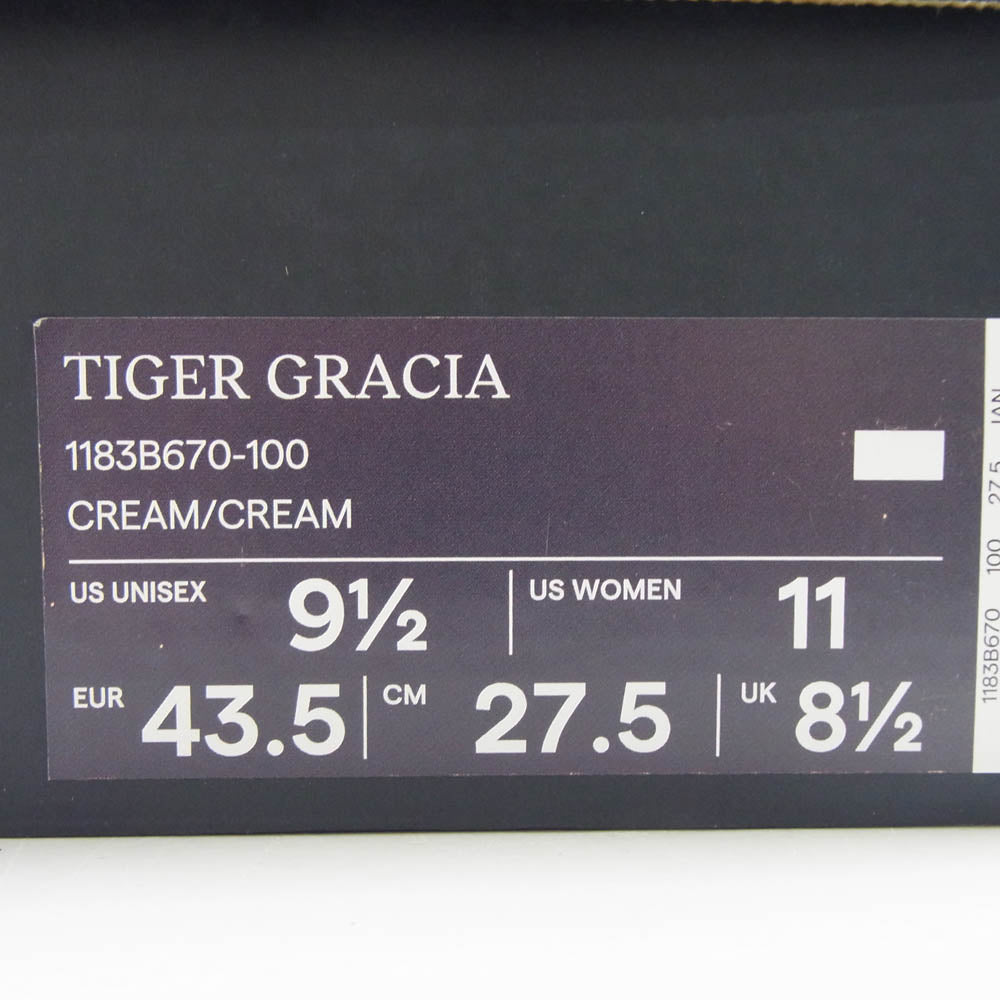 TIGER GRACIA
1183B670-100
CREAM/CREAM
US UNISEX 9½ US WOMEN 11
EUR 43.5 CM 27.5 UK 8½
1183B670 100 27.5 JAN